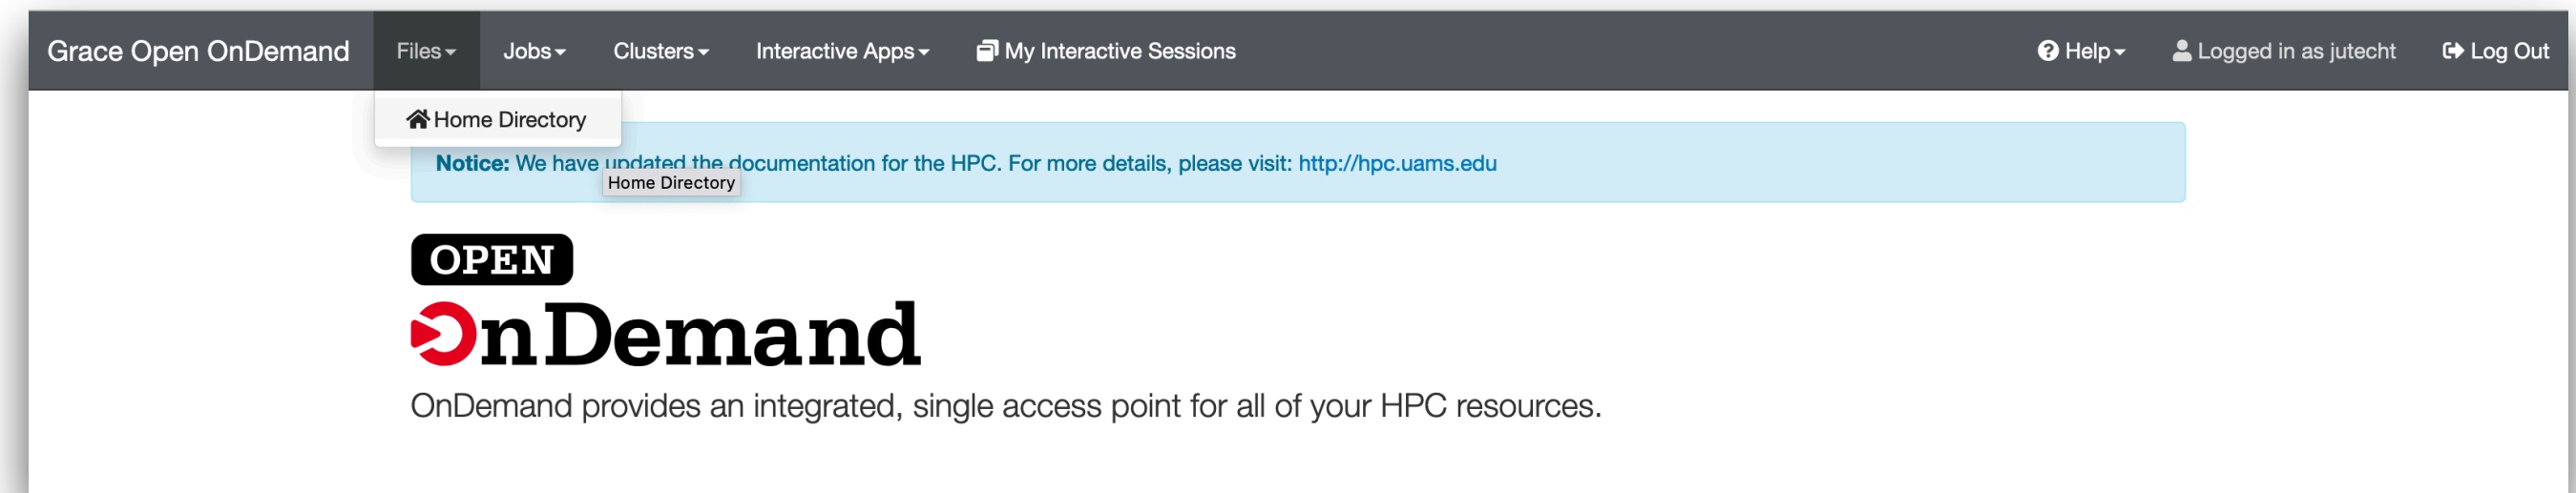 Grace Open OnDemand Files Jobs Clusters Interactive Apps My Interactive Sessions Help Logged in as jutecht Log Out
Home Directory
Notice: We have updated the documentation for the HPC. For more details, please visit: http://hpc.uams.edu
Home Directory
OPEN
OnDemand
OnDemand provides an integrated, single access point for all of your HPC resources.